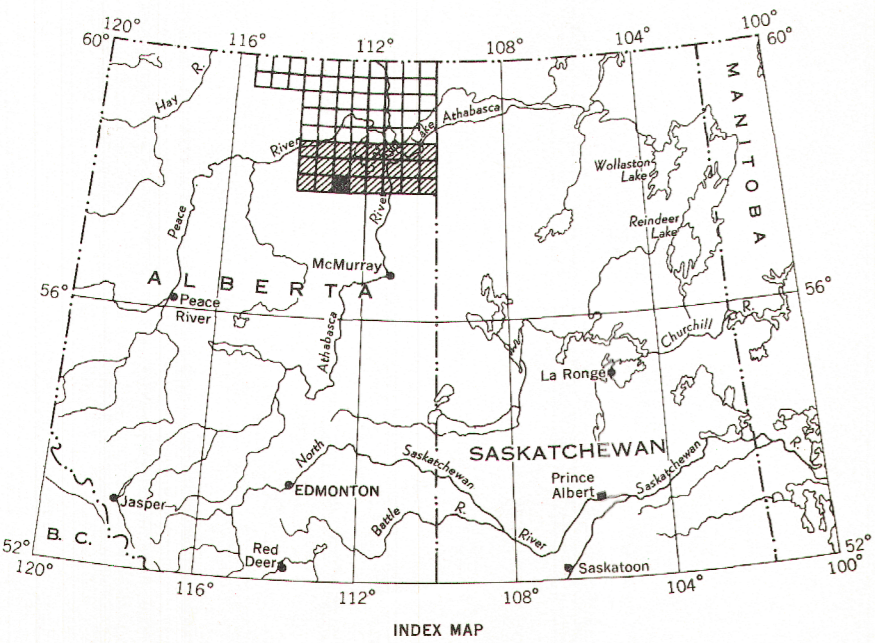 120°
116°
112°
108°
104°
100°
60°
60°
Hay R.
MANITOBA
Lake Athabasca
River
Wollaston
Lake
Peace
River
Reindeer
Lake
McMurray
ALBERTA
56°
56°
Peace
River
Athabasca
Churchill R.
La Ronge
North
Saskatchewan
SASKATCHEWAN
Saskatchewan
R.
Prince
Albert
EDMONTON
Jasper
Battle R.
River
B. C.
Red
Deer
Saskatoon
52°
52°
120°
116°
112°
108°
104°
100°
INDEX MAP